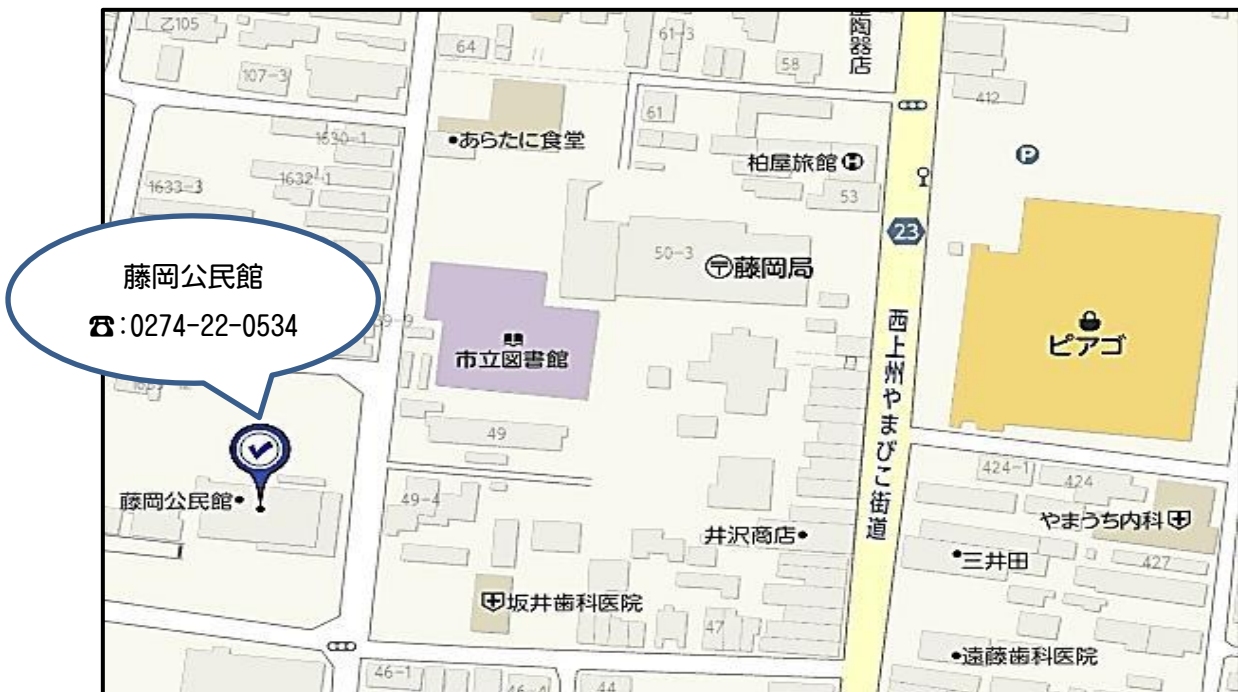 乙105
64
61-3
陶器店
107-3
58
412
61
1630-1
あらたに食堂
柏屋旅館
P
1633-3
1632-1
53
23
50-3
〒藤岡局
藤岡公民館
☎:0274-22-0534
西上州やまびこ街道
ピアゴ
市立図書館
49
424-1
424
藤岡公民館
49-4
やまうち内科
井沢商店
三井田
427
坂井歯科医院
47
遠藤歯科医院
46-1
46-4
44